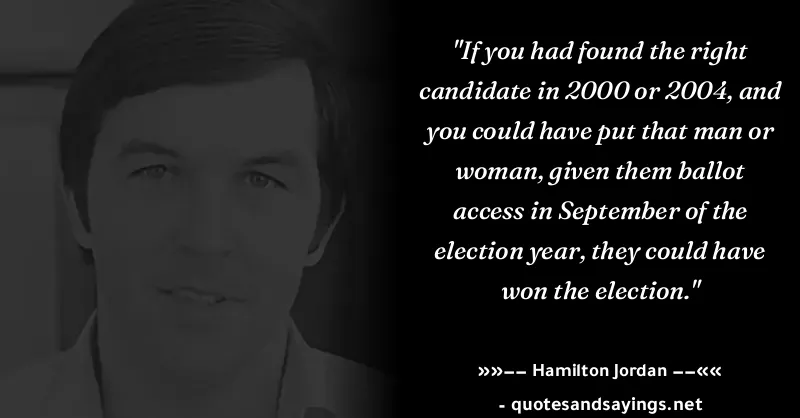 "If you had found the right
candidate in 2000 or 2004, and
you could have put that man or
woman, given them ballot
access in September of the
election year, they could have
won the election."
»»−− Hamilton Jordan −−««
- quotesandsayings.net